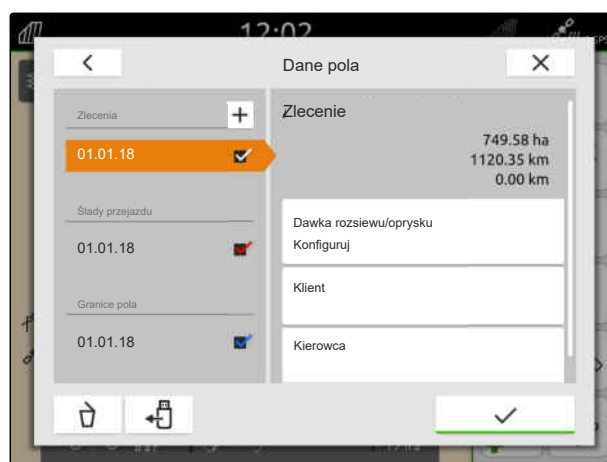 12:02
Dane pola
Zlecenia
01.01.18
Ślady przejazdu
01.01.18
Granice pola
01.01.18
Zlecenie
749.58 ha
1120.35 km
0.00 km
Dawka rozsiewu/oprysku
Konfiguruj
Klient
Kierowca